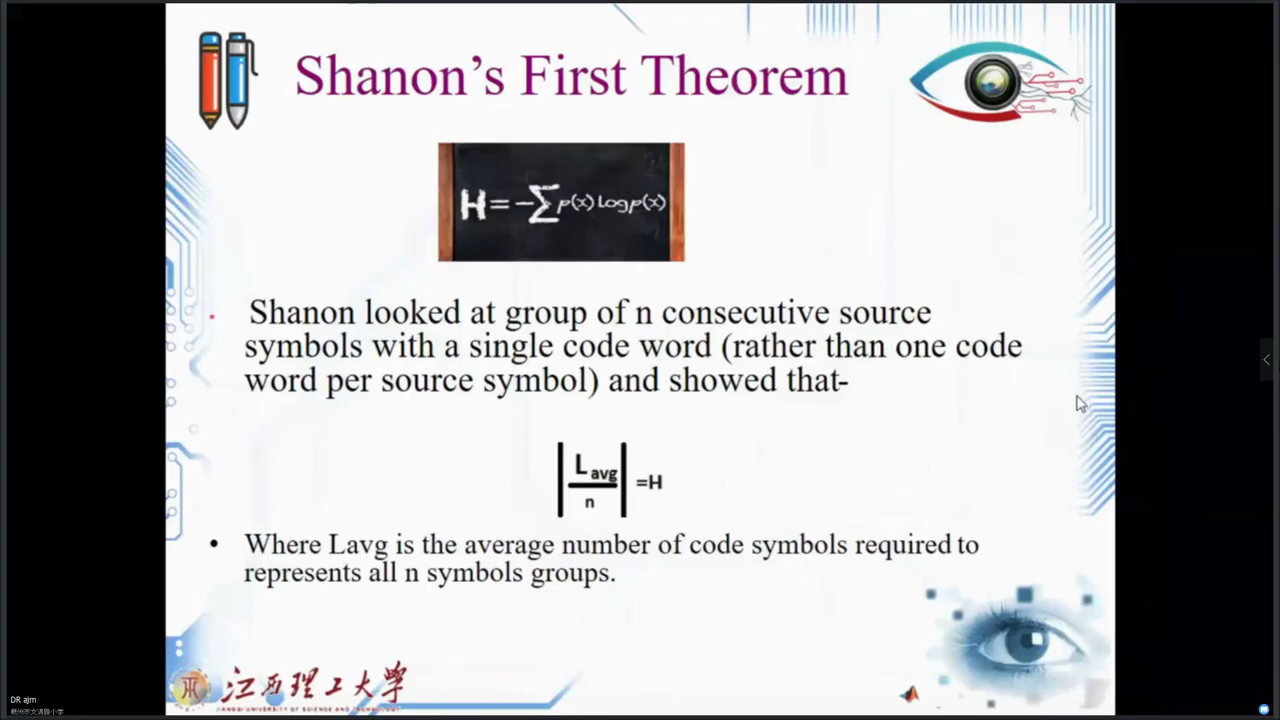 Shanon's First Theorem
H=-∑p(x)Logp(x)
Shanon looked at group of n consecutive source
symbols with a single code word (rather than one code
word per source symbol) and showed that-
|Lavg/n|=H
• Where Lavg is the average number of code symbols required to
represents all n symbols groups.
江西理工大学
JIANGXI UNIVERSITY OF SCIENCE AND TECHNOLOGY
DR ajm